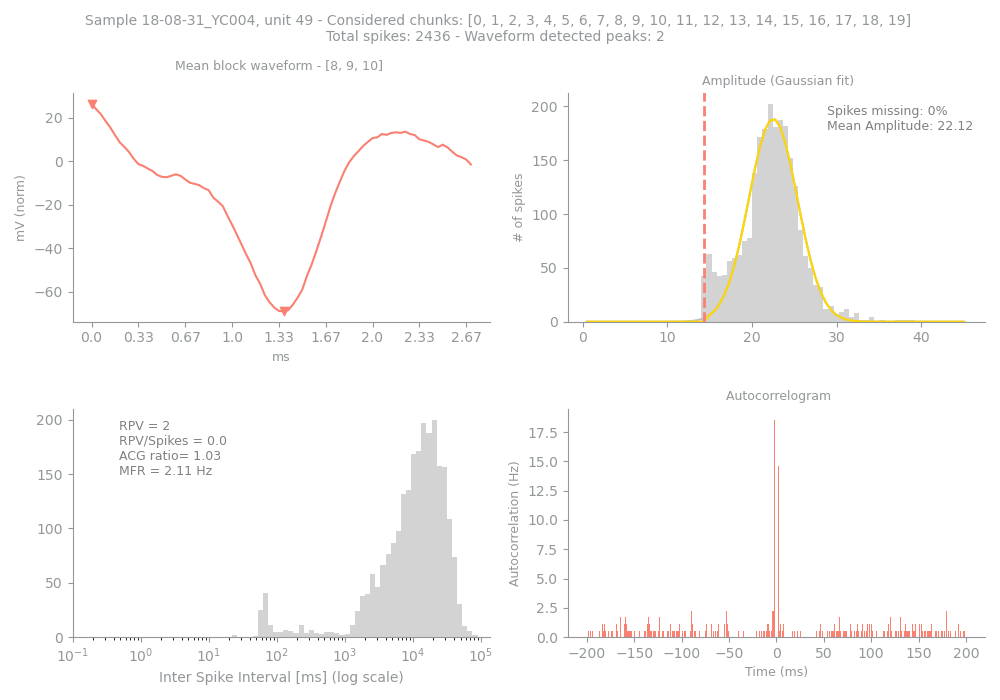 Sample 18-08-31_YC004, unit 49 - Considered chunks: [0, 1, 2, 3, 4, 5, 6, 7, 8, 9, 10, 11, 12, 13, 14, 15, 16, 17, 18, 19]
Total spikes: 2436 - Waveform detected peaks: 2
Mean block waveform - [8, 9, 10]
mV (norm)
20
0
−20
−40
−60
0.0 0.33 0.67 1.0 1.33 1.67 2.0 2.33 2.67
ms
Amplitude (Gaussian fit)
Spikes missing: 0%
Mean Amplitude: 22.12
# of spikes
200
150
100
50
0
0 10 20 30 40
RPV = 2
RPV/Spikes = 0.0
ACG ratio= 1.03
MFR = 2.11 Hz
200
150
100
50
0
10⁻¹ 10⁰ 10¹ 10² 10³ 10⁴ 10⁵
Inter Spike Interval [ms] (log scale)
Autocorrelogram
Autocorrelation (Hz)
17.5
15.0
12.5
10.0
7.5
5.0
2.5
0.0
−200 −150 −100 −50 0 50 100 150 200
Time (ms)